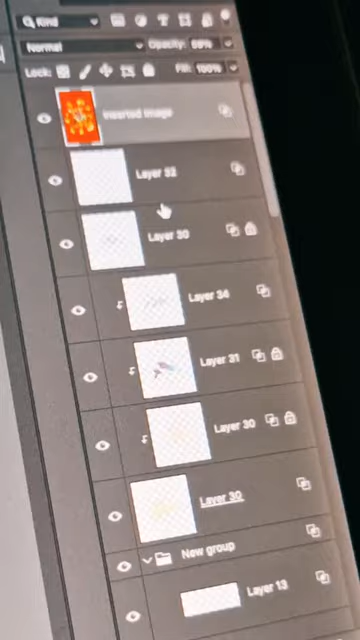 Kind
Normal Opacity: 69%
Lock: Fill: 100%
Inserted Image
Layer 32
Layer 30
Layer 34
Layer 31
Layer 30
Layer 30
New group
Layer 13